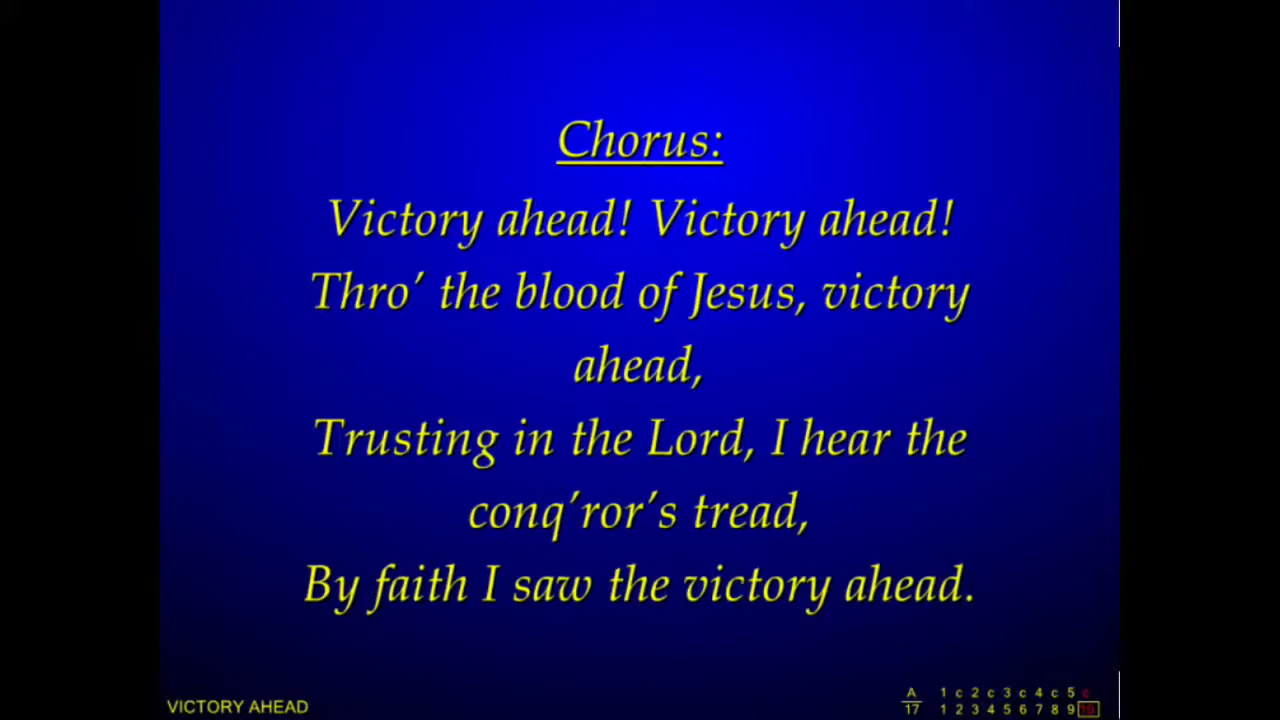 Chorus:
Victory ahead! Victory ahead!
Thro’ the blood of Jesus, victory
ahead,
Trusting in the Lord, I hear the
conq’ror’s tread,
By faith I saw the victory ahead.
VICTORY AHEAD
A 1 c 2 c 3 c 4 c 5 c
17 1 2 3 4 5 6 7 8 9 10